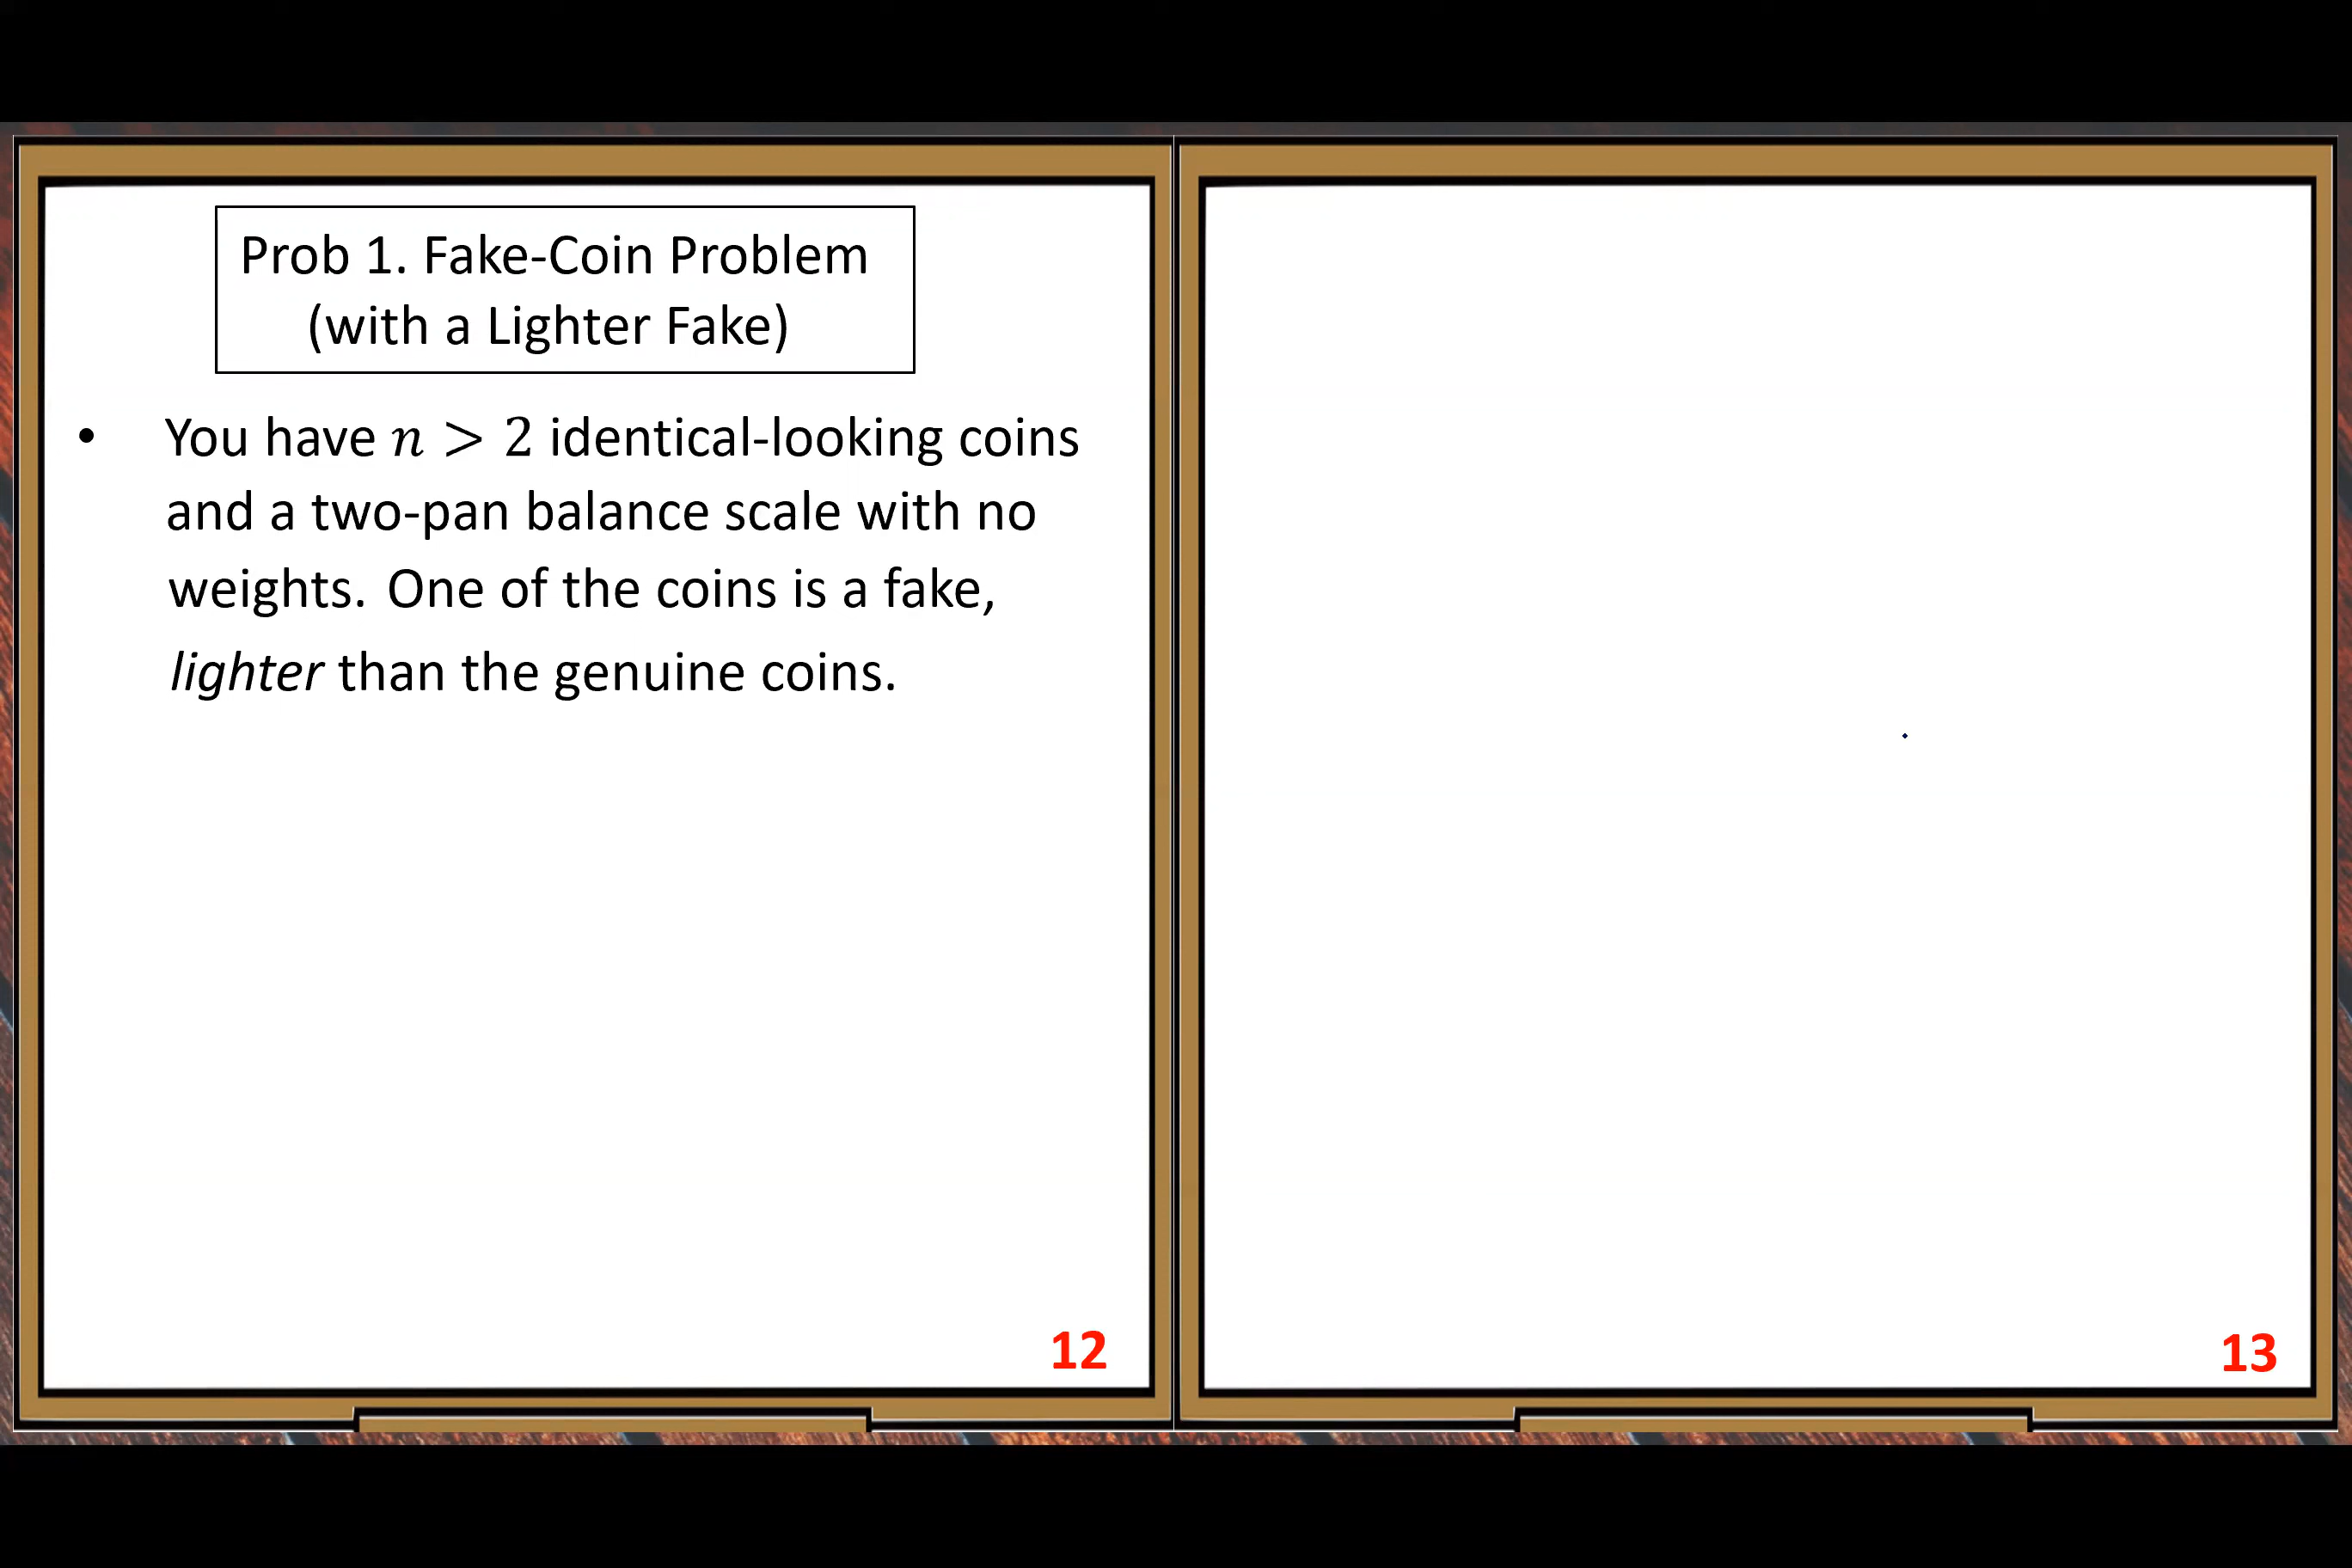 Prob 1. Fake-Coin Problem
(with a Lighter Fake)
• You have n > 2 identical-looking coins
and a two-pan balance scale with no
weights. One of the coins is a fake,
lighter than the genuine coins.
12
13